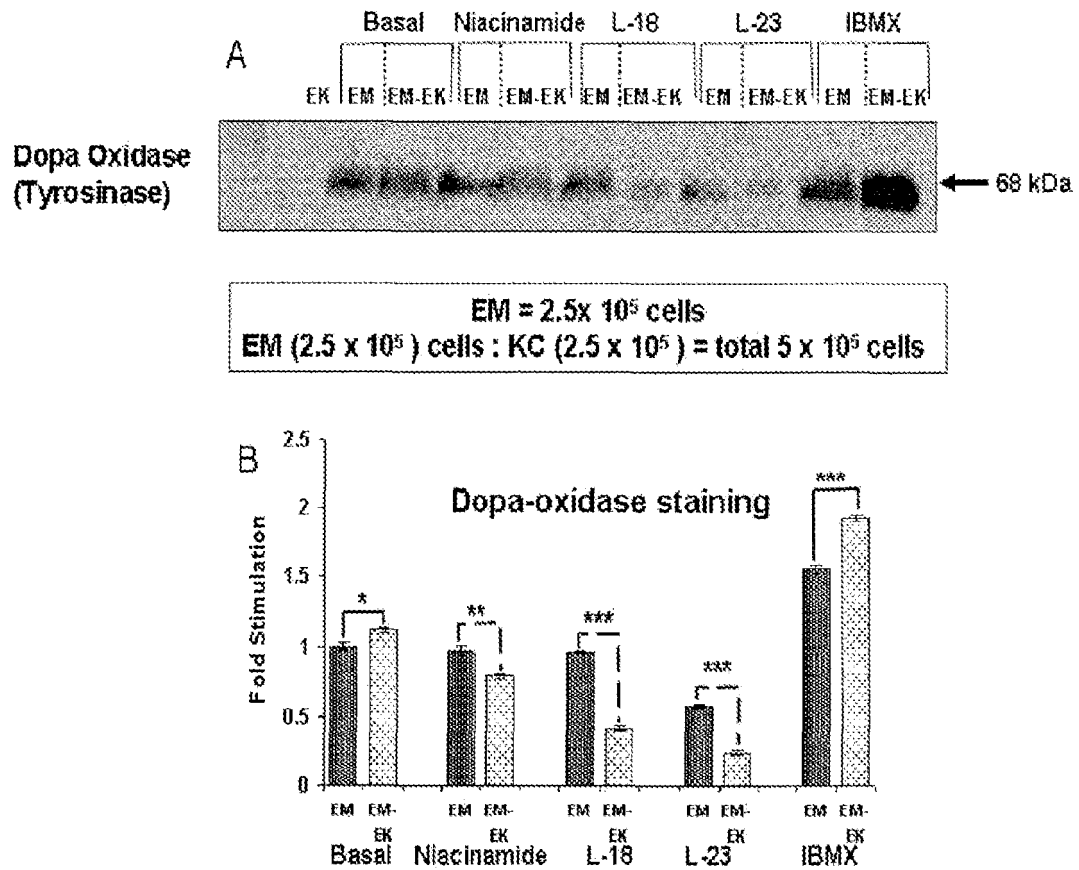 Basal Niacinamide L-18 L-23 IBMX
A
EK EM EM-EK EM EM-EK EM EM-EK EM EM-EK EM EM-EK
Dopa Oxidase
(Tyrosinase)
68 kDa
EM = 2.5x 10⁵ cells
EM (2.5 x 10⁵ ) cells : KC (2.5 x 10⁵ ) = total 5 x 10⁵ cells
B
Dopa-oxidase staining
Fold Stimulation
2.5
2
1.5
1
0.5
0
* ** *** *** ***
EM EM- EM EM- EM EM- EM EM- EM EM-
EK EK EK EK EK
Basal Niacinamide L-18 L-23 IBMX